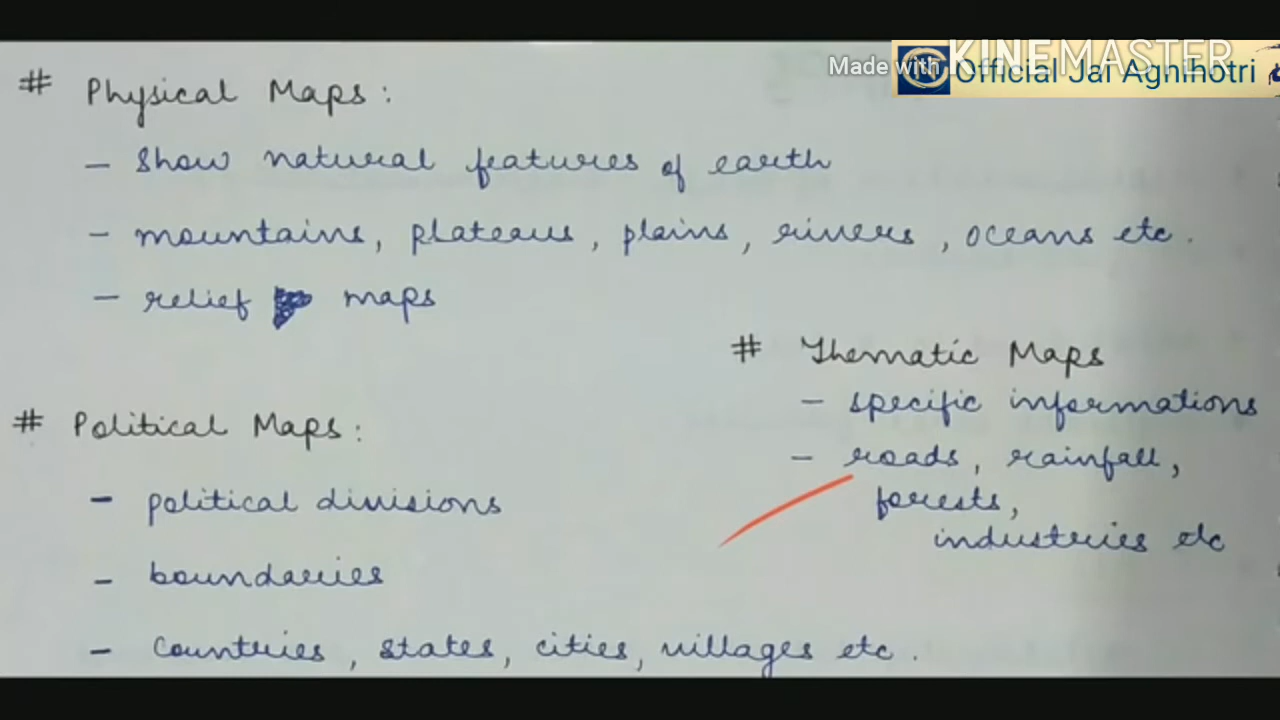 Made with KINEMASTER
Official Jai Agnihotri
# Physical Maps :
- Show natural features of earth
- mountains, plateaus, plains, rivers, oceans etc.
- relief maps
# Thematic Maps
- specific informations
- roads, rainfall,
forests,
industries etc
# Political Maps :
- political divisions
- boundaries
- Countries, states, cities, villages etc.